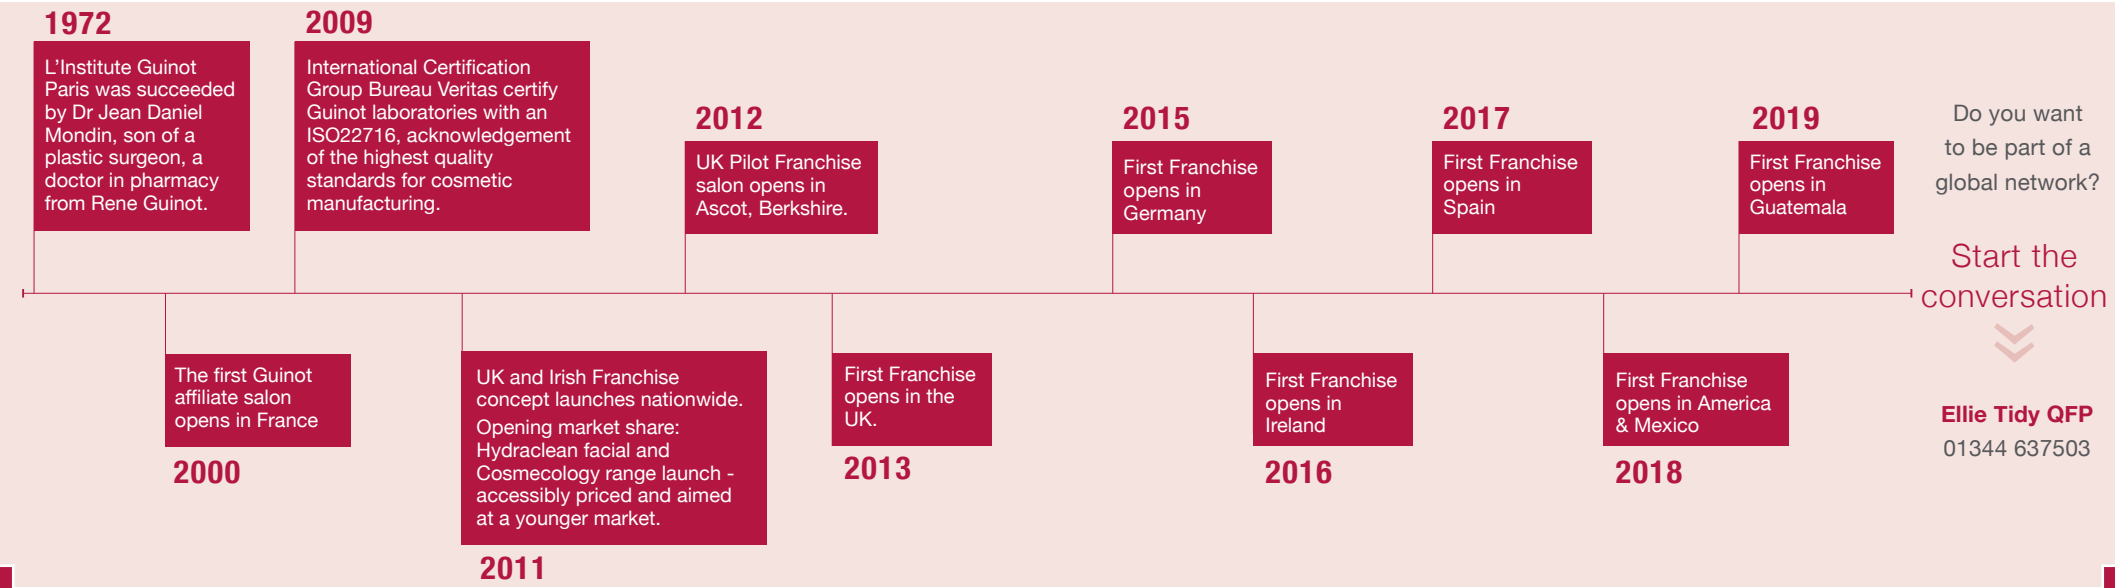 1972
L'Institute Guinot
Paris was succeeded
by Dr Jean Daniel
Mondin, son of a
plastic surgeon, a
doctor in pharmacy
from Rene Guinot.
2000
The first Guinot
affiliate salon
opens in France
2009
International Certification
Group Bureau Veritas certify
Guinot laboratories with an
ISO22716, acknowledgement
of the highest quality
standards for cosmetic
manufacturing.
2011
UK and Irish Franchise
concept launches nationwide.
Opening market share:
Hydraclean facial and
Cosmecology range launch -
accessibly priced and aimed
at a younger market.
2012
UK Pilot Franchise
salon opens in
Ascot, Berkshire.
2013
First Franchise
opens in the
UK.
2015
First Franchise
opens in
Germany
2016
First Franchise
opens in
Ireland
2017
First Franchise
opens in
Spain
2018
First Franchise
opens in America
& Mexico
2019
First Franchise
opens in
Guatemala
Do you want
to be part of a
global network?
Start the
conversation
Ellie Tidy QFP
01344 637503